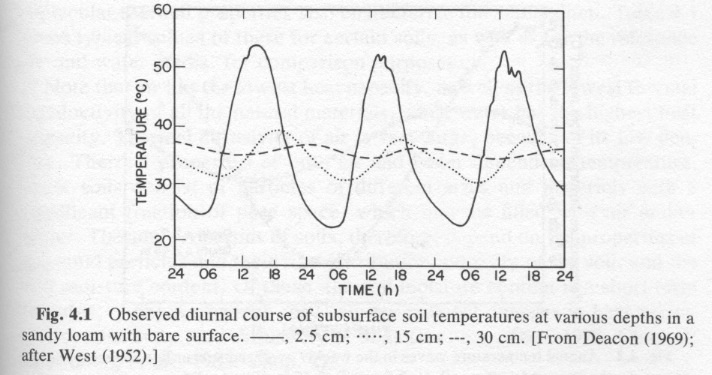 60
50
40
30
20
TEMPERATURE (°C)
24 06 12 18 24 06 12 18 24 06 12 18 24
TIME (h)
Fig. 4.1 Observed diurnal course of subsurface soil temperatures at various depths in a
sandy loam with bare surface. ——, 2.5 cm; ·····, 15 cm; ---, 30 cm. [From Deacon (1969);
after West (1952).]